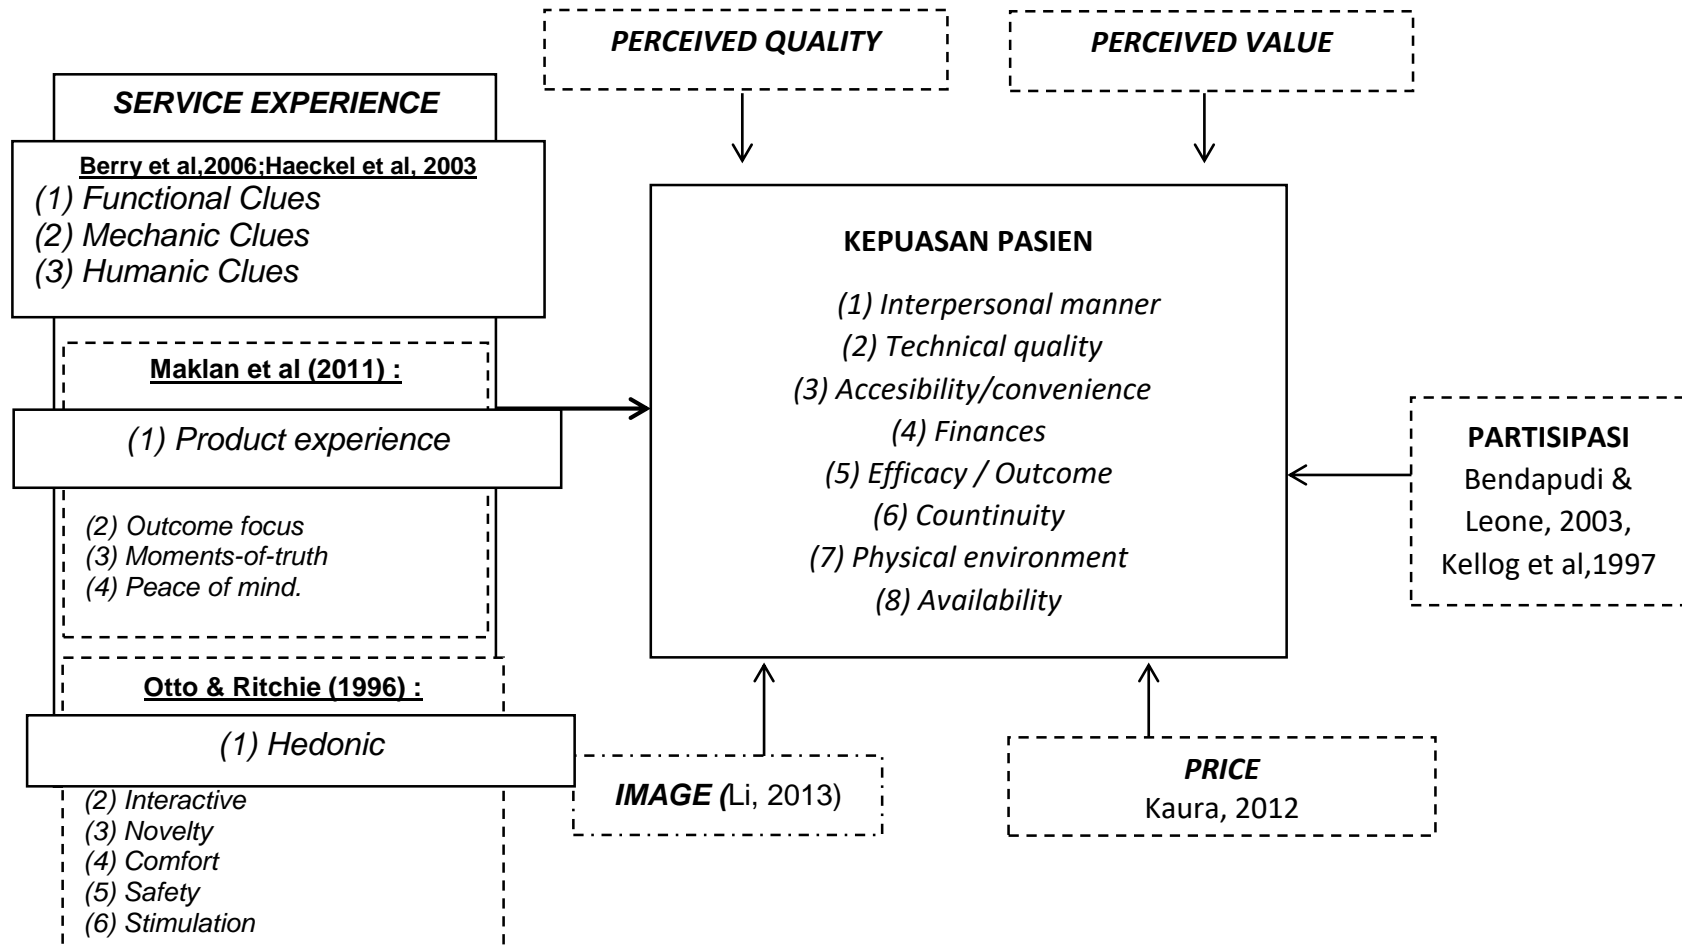 SERVICE EXPERIENCE
Berry et al,2006;Haeckel et al, 2003
(1) Functional Clues
(2) Mechanic Clues
(3) Humanic Clues
Maklan et al (2011) :
(1) Product experience
(2) Outcome focus
(3) Moments-of-truth
(4) Peace of mind.
Otto & Ritchie (1996) :
(1) Hedonic
(2) Interactive
(3) Novelty
(4) Comfort
(5) Safety
(6) Stimulation
PERCEIVED QUALITY
PERCEIVED VALUE
KEPUASAN PASIEN
(1) Interpersonal manner
(2) Technical quality
(3) Accesibility/convenience
(4) Finances
(5) Efficacy / Outcome
(6) Countinuity
(7) Physical environment
(8) Availability
PARTISIPASI
Bendapudi &
Leone, 2003,
Kellog et al,1997
IMAGE (Li, 2013)
PRICE
Kaura, 2012